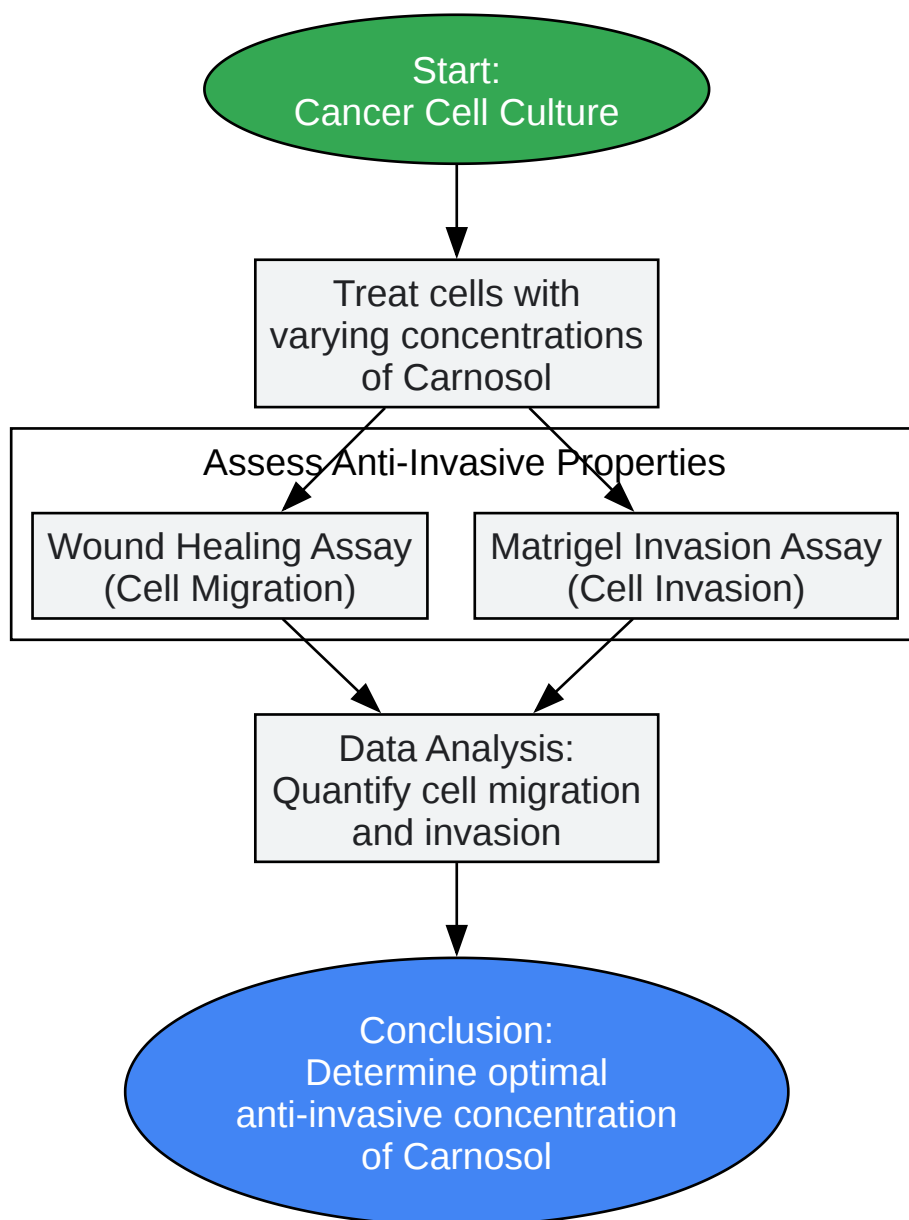 Start:
Cancer Cell Culture
Treat cells with
varying concentrations
of Carnosol
Assess Anti-Invasive Properties
Wound Healing Assay
(Cell Migration)
Matrigel Invasion Assay
(Cell Invasion)
Data Analysis:
Quantify cell migration
and invasion
Conclusion:
Determine optimal
anti-invasive concentration
of Carnosol